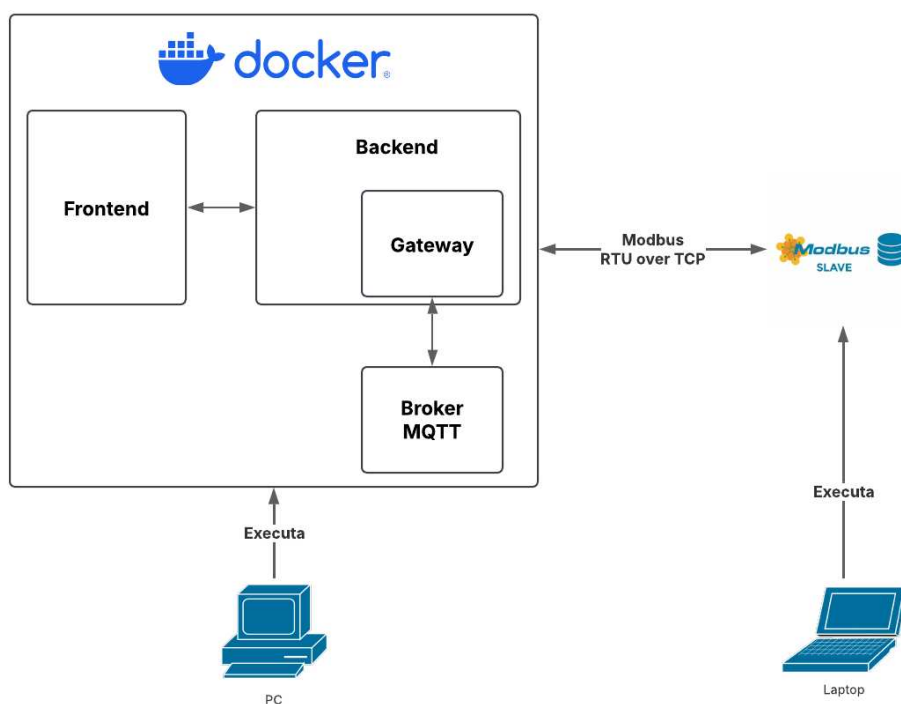 docker
Backend
Frontend
Gateway
Modbus
RTU over TCP
Modbus
SLAVE
Broker
MQTT
Executa
Executa
PC
Laptop